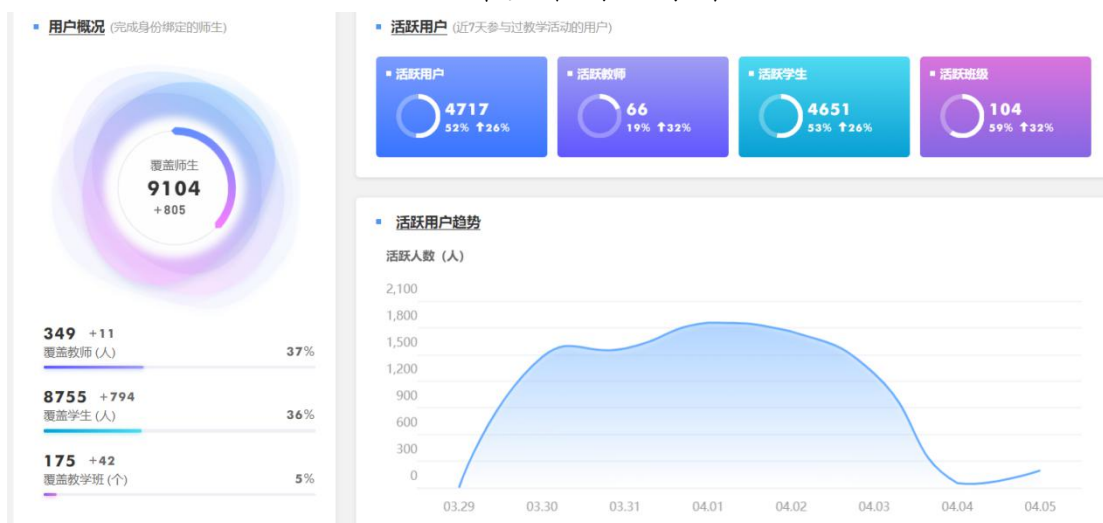 用户概况 (完成身份绑定的师生)
覆盖师生
9104
+805
349 +11
覆盖教师 (人) 37%
8755 +794
覆盖学生 (人) 36%
175 +42
覆盖教学班 (个) 5%
活跃用户 (近7天参与过教学活动的用户)
活跃用户
4717
52% ↑26%
活跃教师
66
19% ↑32%
活跃学生
4651
53% ↑26%
活跃班级
104
59% ↑32%
活跃用户趋势
活跃人数 (人)
2,100
1,800
1,500
1,200
900
600
300
0
03.29 03.30 03.31 04.01 04.02 04.03 04.04 04.05